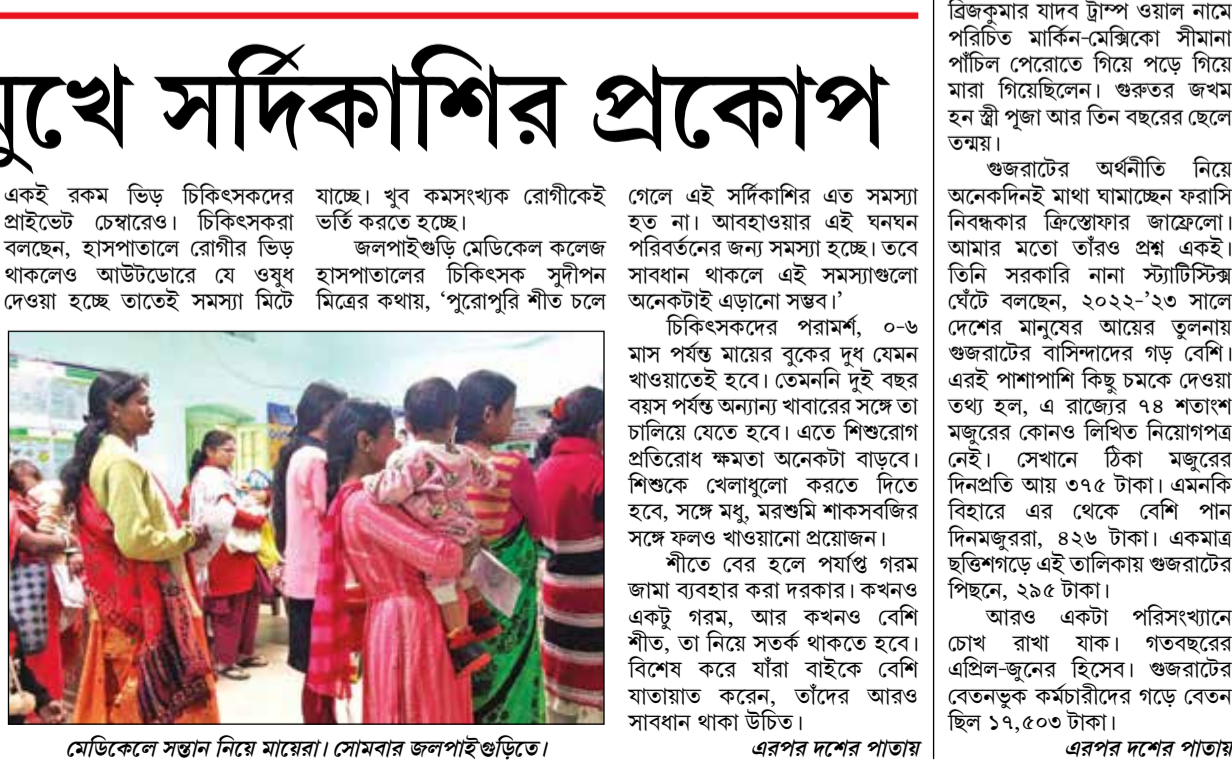 মুখে সর্দিকাশির প্রকোপ
একই রকম ভিড় চিকিৎসকদের
প্রাইভেট চেম্বারেও। চিকিৎসকরা
বলছেন, হাসপাতালে রোগীর ভিড়
থাকলেও আউটডোরে যে ওষুধ
দেওয়া হচ্ছে তাতেই সমস্যা মিটে
যাচ্ছে। খুব কমসংখ্যক রোগীকেই
ভর্তি করতে হচ্ছে।
জলপাইগুড়ি মেডিকেল কলেজ
হাসপাতালের চিকিৎসক সুদীপন
মিত্রের কথায়, ‘পুরোপুরি শীত চলে
গেলে এই সর্দিকাশির এত সমস্যা
হত না। আবহাওয়ার এই ঘনঘন
পরিবর্তনের জন্য সমস্যা হচ্ছে। তবে
সাবধান থাকলে এই সমস্যাগুলো
অনেকটাই এড়ানো সম্ভব।’
চিকিৎসকদের পরামর্শ, ০-৬
মাস পর্যন্ত মায়ের বুকের দুধ যেমন
খাওয়াতেই হবে। তেমননি দুই বছর
বয়স পর্যন্ত অন্যান্য খাবারের সঙ্গে তা
চালিয়ে যেতে হবে। এতে শিশুরোগ
প্রতিরোধ ক্ষমতা অনেকটা বাড়বে।
শিশুকে খেলাধুলো করতে দিতে
হবে, সঙ্গে মধু, মরশুমি শাকসবজির
সঙ্গে ফলও খাওয়ানো প্রয়োজন।
শীতে বের হলে পর্যাপ্ত গরম
জামা ব্যবহার করা দরকার। কখনও
একটু গরম, আর কখনও বেশি
শীত, তা নিয়ে সতর্ক থাকতে হবে।
বিশেষ করে যাঁরা বাইকে বেশি
যাতায়াত করেন, তাঁদের আরও
সাবধান থাকা উচিত।
এরপর দশের পাতায়
মেডিকেলে সন্তান নিয়ে মায়েরা। সোমবার জলপাইগুড়িতে।
ব্রিজকুমার যাদব ট্রাম্প ওয়াল নামে
পরিচিত মার্কিন-মেক্সিকো সীমানা
পাঁচিল পেরোতে গিয়ে পড়ে গিয়ে
মারা গিয়েছিলেন। গুরুতর জখম
হন স্ত্রী পূজা আর তিন বছরের ছেলে
তন্ময়।
গুজরাটের অর্থনীতি নিয়ে
অনেকদিনই মাথা ঘামাচ্ছেন ফরাসি
নিবন্ধকার ক্রিস্তোফার জাফ্রেলো।
আমার মতো তাঁরও প্রশ্ন একই।
তিনি সরকারি নানা স্ট্যাটিস্টিক্স
ঘেঁটে বলছেন, ২০২২-’২৩ সালে
দেশের মানুষের আয়ের তুলনায়
গুজরাটের বাসিন্দাদের গড় বেশি।
এরই পাশাপাশি কিছু চমকে দেওয়া
তথ্য হল, এ রাজ্যের ৭৪ শতাংশ
মজুরের কোনও লিখিত নিয়োগপত্র
নেই। সেখানে ঠিকা মজুরের
দিনপ্রতি আয় ৩৭৫ টাকা। এমনকি
বিহারে এর থেকে বেশি পান
দিনমজুররা, ৪২৬ টাকা। একমাত্র
ছত্তিশগড়ে এই তালিকায় গুজরাটের
পিছনে, ২৯৫ টাকা।
আরও একটা পরিসংখ্যানে
চোখ রাখা যাক। গতবছরের
এপ্রিল-জুনের হিসেব। গুজরাটের
বেতনভুক কর্মচারীদের গড়ে বেতন
ছিল ১৭,৫০৩ টাকা।
এরপর দশের পাতায়